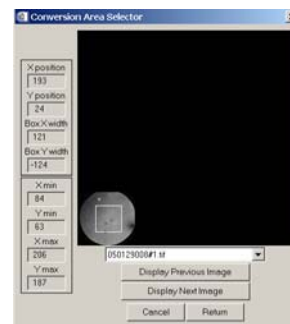 Conversion Area Selector
X position
193
Y position
24
Box X width
121
Box Y width
-124
X min
84
Y min
63
X max
206
Y max
187
050129008#1.tif
Display Previous Image
Display Next Image
Cancel
Return